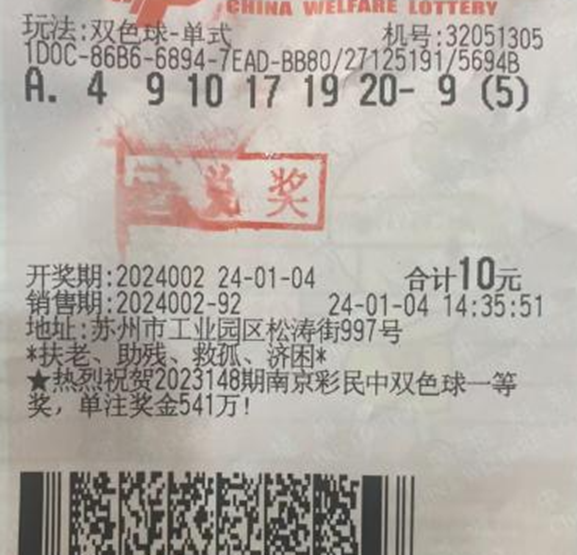 CHINA WELFARE LOTTERY
玩法:双色球-单式 机号:32051305
1D0C-86B6-6894-7EAD-BB80/27125191/5694B
A. 4 9 10 17 19 20- 9 (5)
已兑奖
开奖期:2024002 24-01-04 合计10元
销售期:2024002-92 24-01-04 14:35:51
地址:苏州市工业园区松涛街997号
*扶老、助残、救孤、济困*
★热烈祝贺2023148期南京彩民中双色球一等
奖，单注奖金541万!